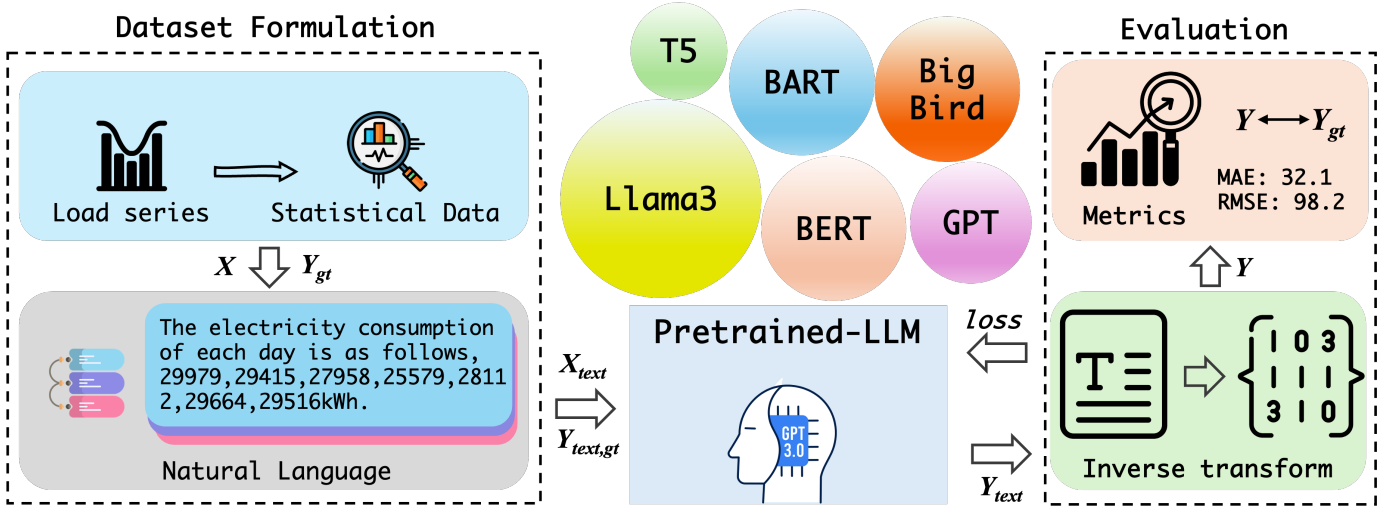 Dataset Formulation
Load series
Statistical Data
X
Y_gt
The electricity consumption
of each day is as follows,
29979,29415,27958,25579,2811
2,29664,29516kWh.
Natural Language
X_text
Y_text,gt
T5
BART
Big
Bird
Llama3
BERT
GPT
Pretrained-LLM
GPT
3.0
loss
Y_text
Evaluation
Y ↔ Y_gt
MAE: 32.1
RMSE: 98.2
Metrics
Y
T
1 0 3
1 1 1
3 1 0
Inverse transform